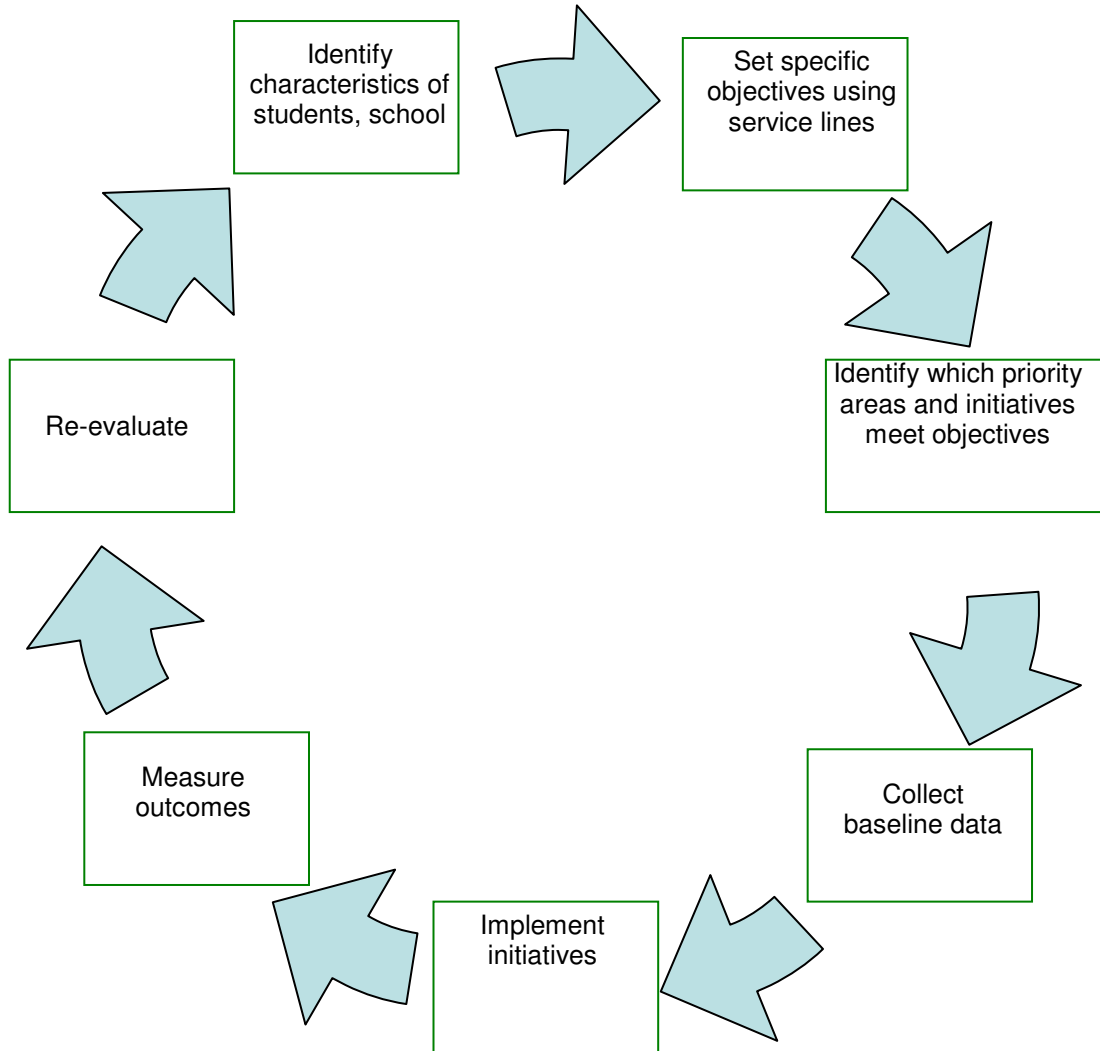 Identify
characteristics of
students, school
Set specific
objectives using
service lines
Identify which priority
areas and initiatives
meet objectives
Collect
baseline data
Implement
initiatives
Measure
outcomes
Re-evaluate